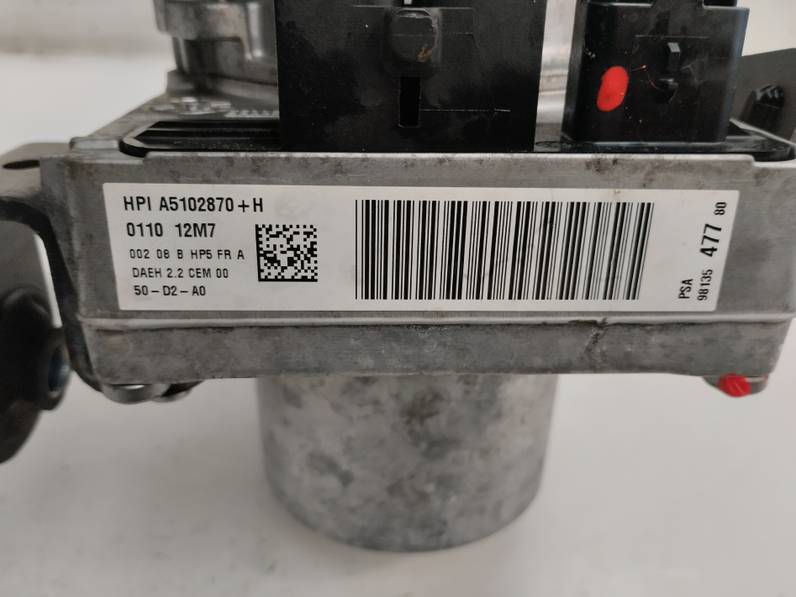 HPI A5102870+H
0110 12M7
002 08 B HP5 FR A
DAEH 2.2 CEM 00
50-D2-A0
PSA
98135 477 80